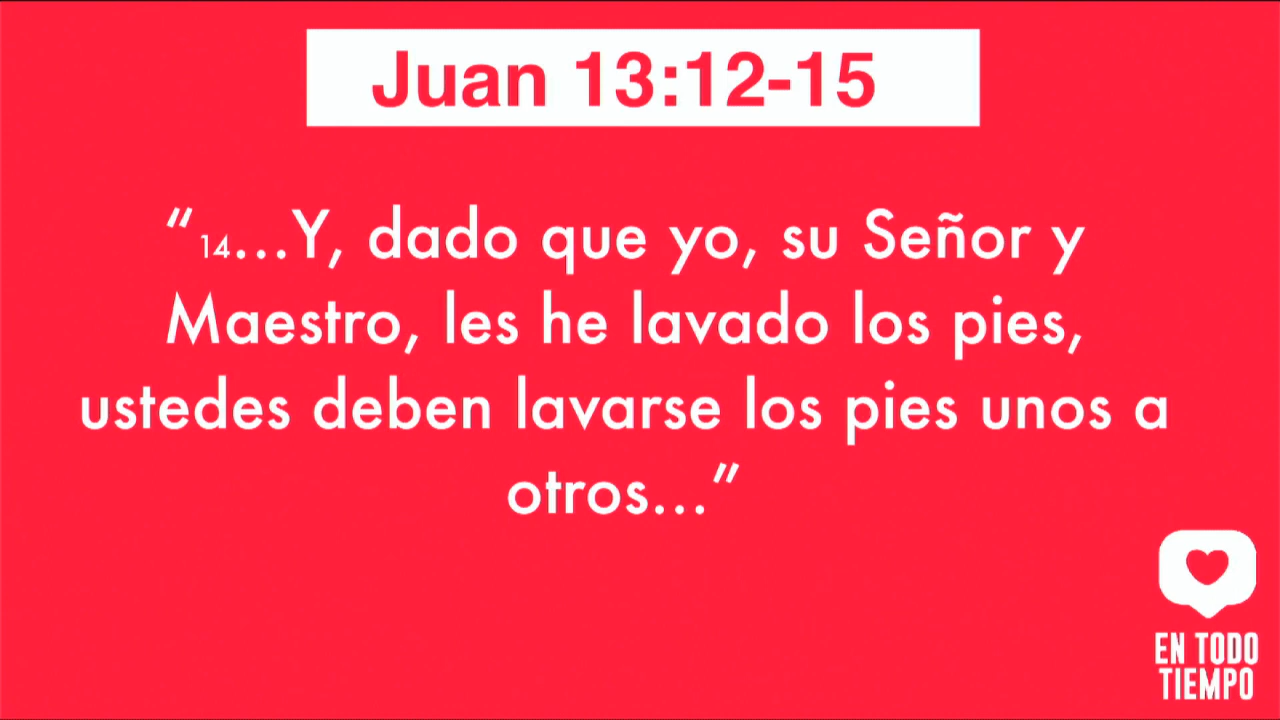 Juan 13:12-15
“14...Y, dado que yo, su Señor y
Maestro, les he lavado los pies,
ustedes deben lavarse los pies unos a
otros...”
EN TODO
TIEMPO